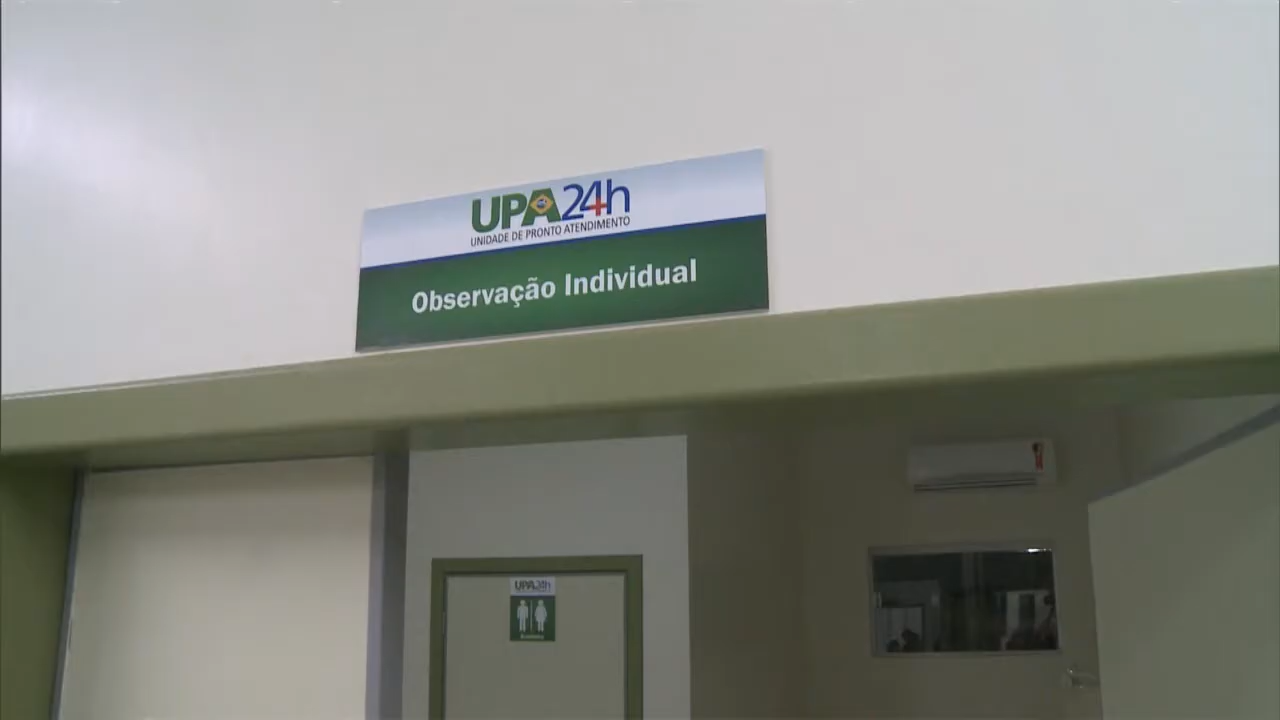 UPA24h
UNIDADE DE PRONTO ATENDIMENTO
Observação Individual
UPA24h